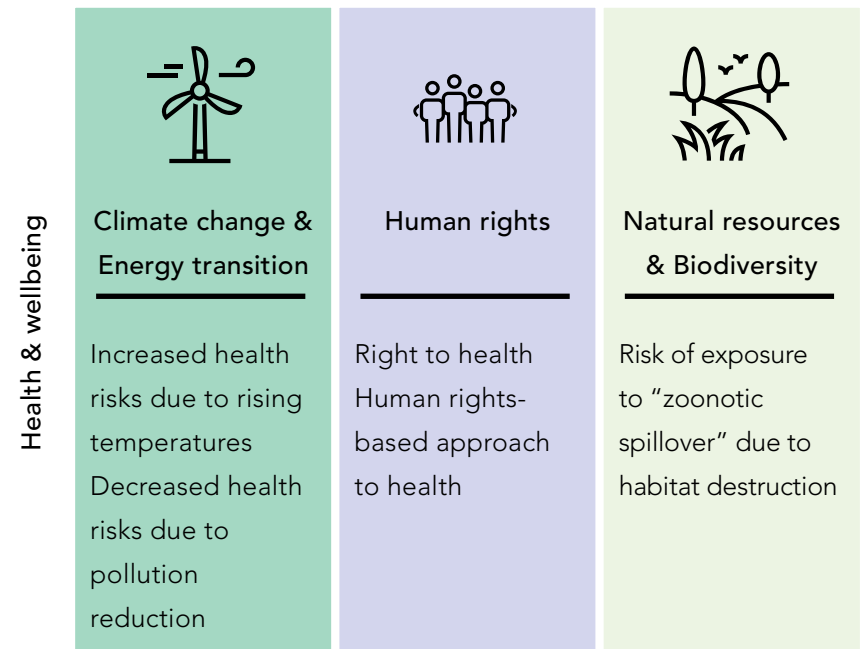 Health & wellbeing
Climate change &
Energy transition
Increased health
risks due to rising
temperatures
Decreased health
risks due to
pollution
reduction
Human rights
Right to health
Human rights-
based approach
to health
Natural resources
& Biodiversity
Risk of exposure
to “zoonotic
spillover” due to
habitat destruction